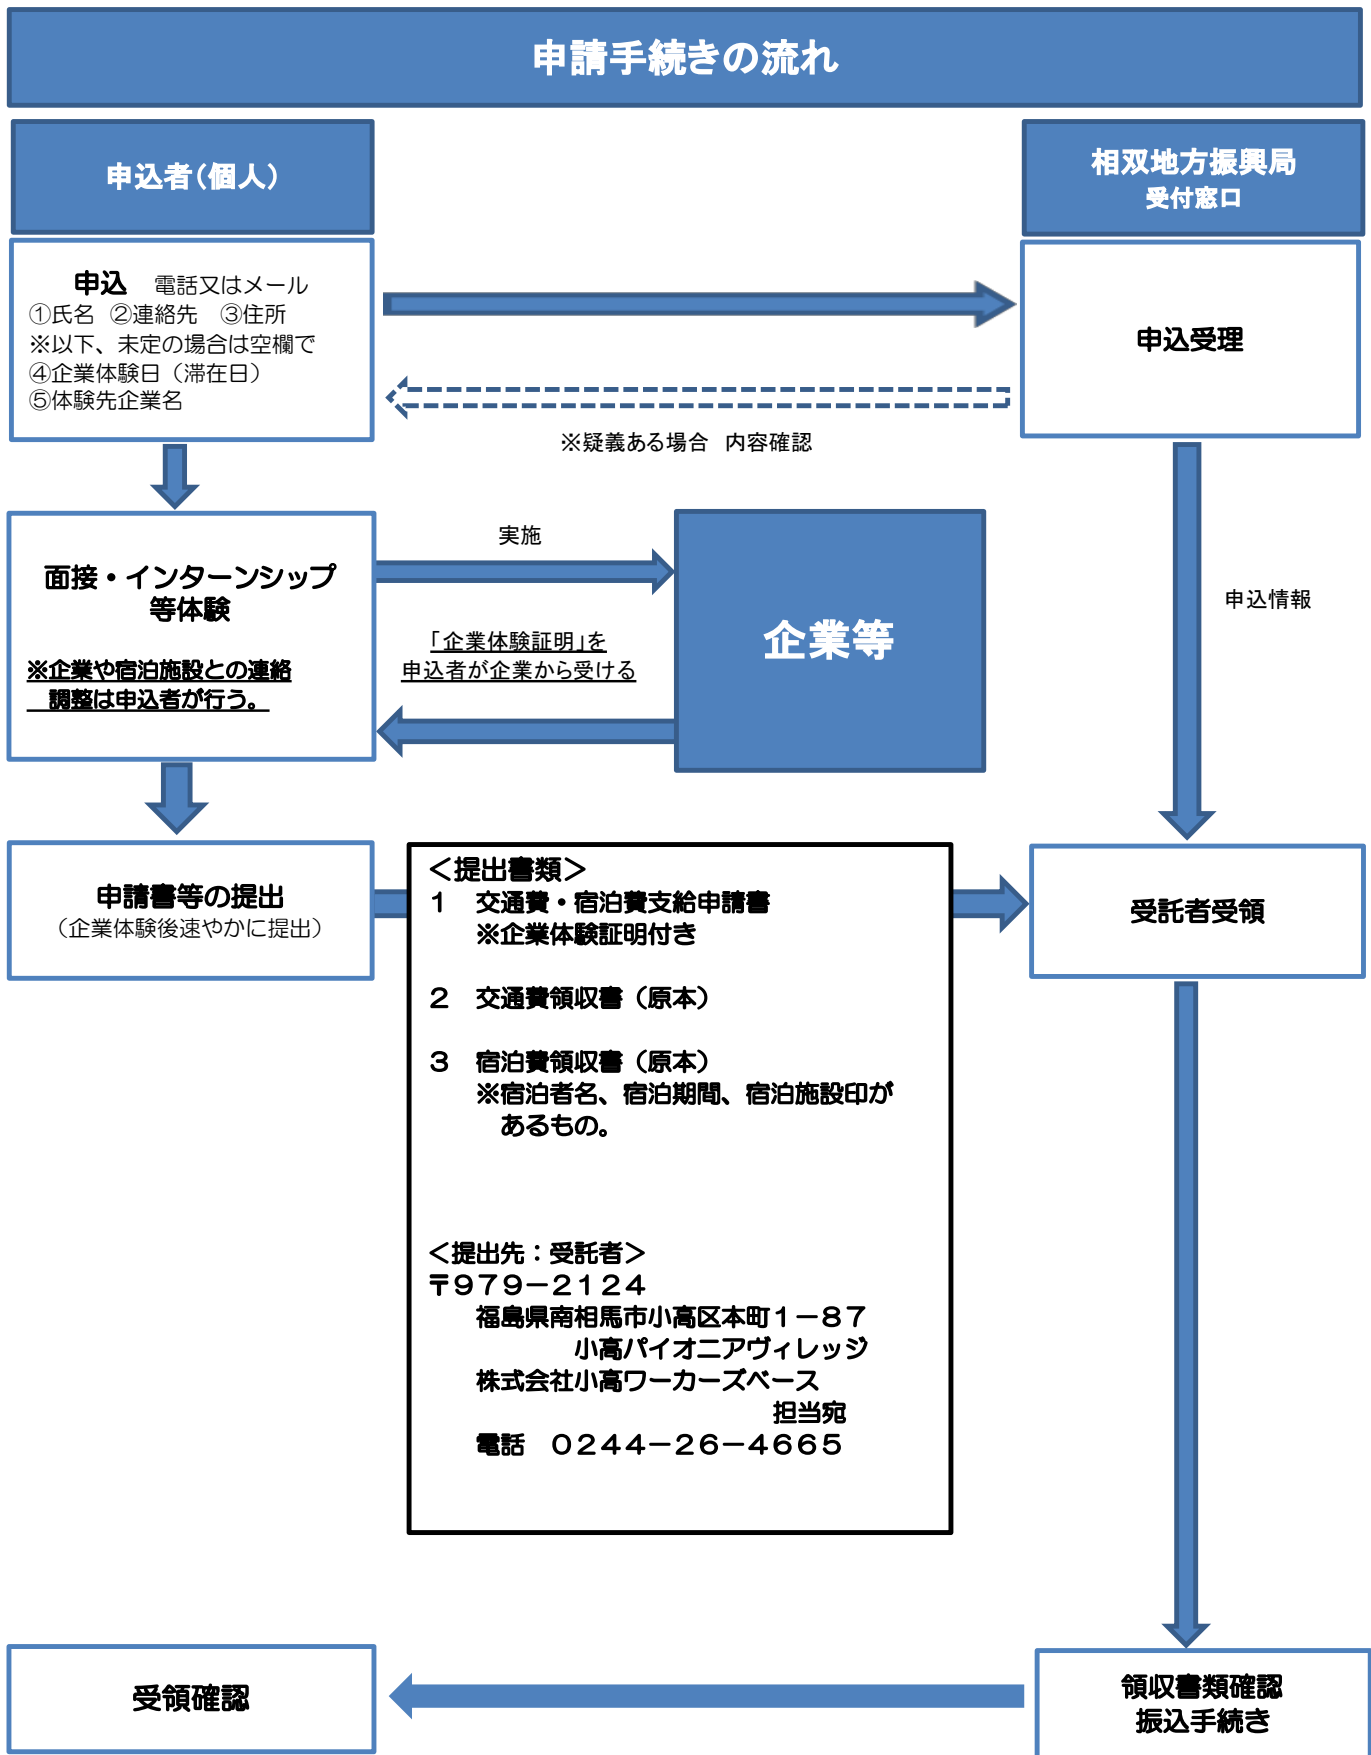 申請手続きの流れ
申込者(個人)
相双地方振興局
受付窓口
申込　電話又はメール
①氏名　②連絡先　③住所
※以下、未定の場合は空欄で
④企業体験日（滞在日）
⑤体験先企業名
申込受理
※疑義ある場合　内容確認
面接・インターンシップ
等体験
※企業や宿泊施設との連絡
調整は申込者が行う。
実施
「企業体験証明」を
申込者が企業から受ける
企業等
申込情報
申請書等の提出
（企業体験後速やかに提出）
＜提出書類＞
１　交通費・宿泊費支給申請書
※企業体験証明付き
２　交通費領収書（原本）
３　宿泊費領収書（原本）
※宿泊者名、宿泊期間、宿泊施設印が
あるもの。
＜提出先：受託者＞
〒９７９－２１２４
福島県南相馬市小高区本町１－８７
小高パイオニアヴィレッジ
株式会社小高ワーカーズベース
担当宛
電話　０２４４－２６－４６６５
受託者受領
受領確認
領収書類確認
振込手続き